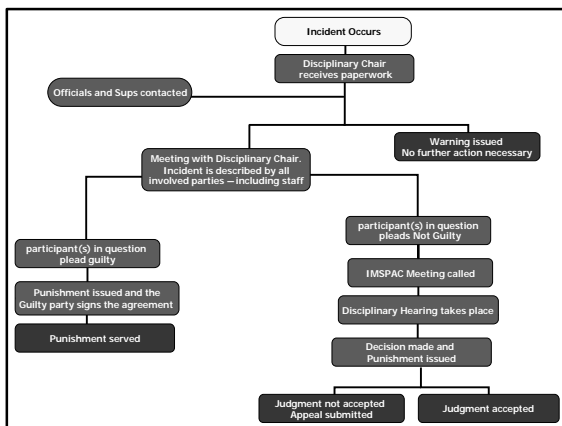 Incident Occurs
Disciplinary Chair
receives paperwork
Officials and Sups contacted
Warning issued
No further action necessary
Meeting with Disciplinary Chair.
Incident is described by all
involved parties – including staff
participant(s) in question
plead guilty
Punishment issued and the
Guilty party signs the agreement
Punishment served
participant(s) in question
pleads Not Guilty
IMSPAC Meeting called
Disciplinary Hearing takes place
Decision made and
Punishment issued
Judgment not accepted
Appeal submitted
Judgment accepted